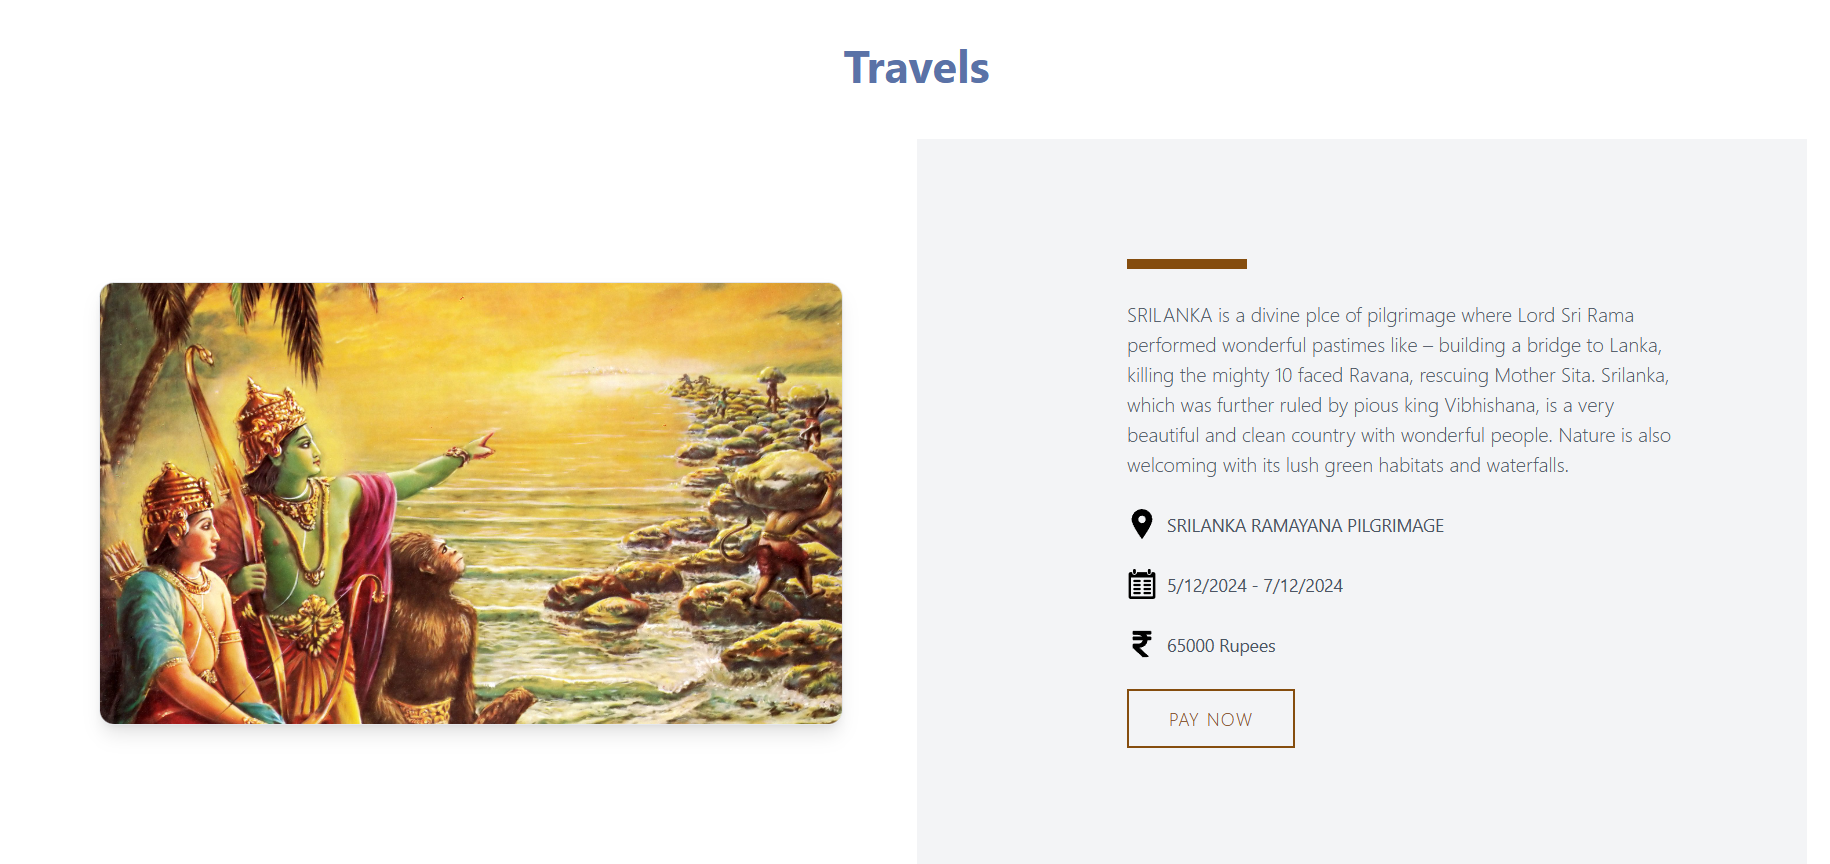 Travels
SRILANKA is a divine plce of pilgrimage where Lord Sri Rama
performed wonderful pastimes like – building a bridge to Lanka,
killing the mighty 10 faced Ravana, rescuing Mother Sita. Srilanka,
which was further ruled by pious king Vibhishana, is a very
beautiful and clean country with wonderful people. Nature is also
welcoming with its lush green habitats and waterfalls.
SRILANKA RAMAYANA PILGRIMAGE
5/12/2024 - 7/12/2024
65000 Rupees
PAY NOW